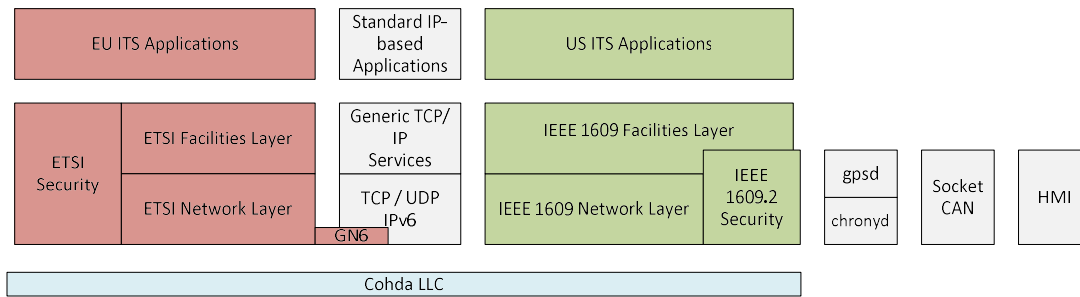 EU ITS Applications
Standard IP-
based
Applications
US ITS Applications
ETSI
Security
ETSI Facilities Layer
ETSI Network Layer
Generic TCP/
IP
Services
TCP / UDP
IPv6
GN6
IEEE 1609 Facilities Layer
IEEE 1609 Network Layer
IEEE
1609.2
Security
gpsd
chronyd
Socket
CAN
HMI
Cohda LLC